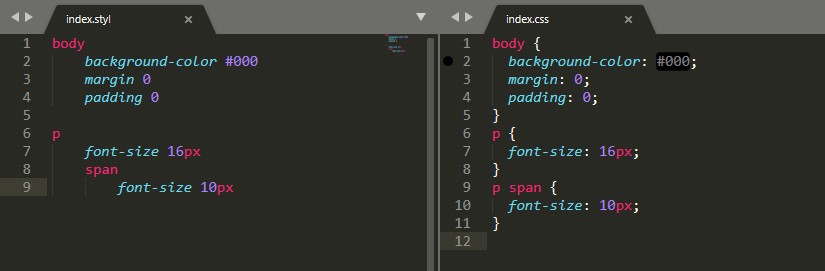 index.styl
1 body
2     background-color #000
3     margin 0
4     padding 0
5
6 p
7     font-size 16px
8     span
9         font-size 10px
index.css
1 body {
2   background-color: #000;
3   margin: 0;
4   padding: 0;
5 }
6 p {
7   font-size: 16px;
8 }
9 p span {
10   font-size: 10px;
11 }
12